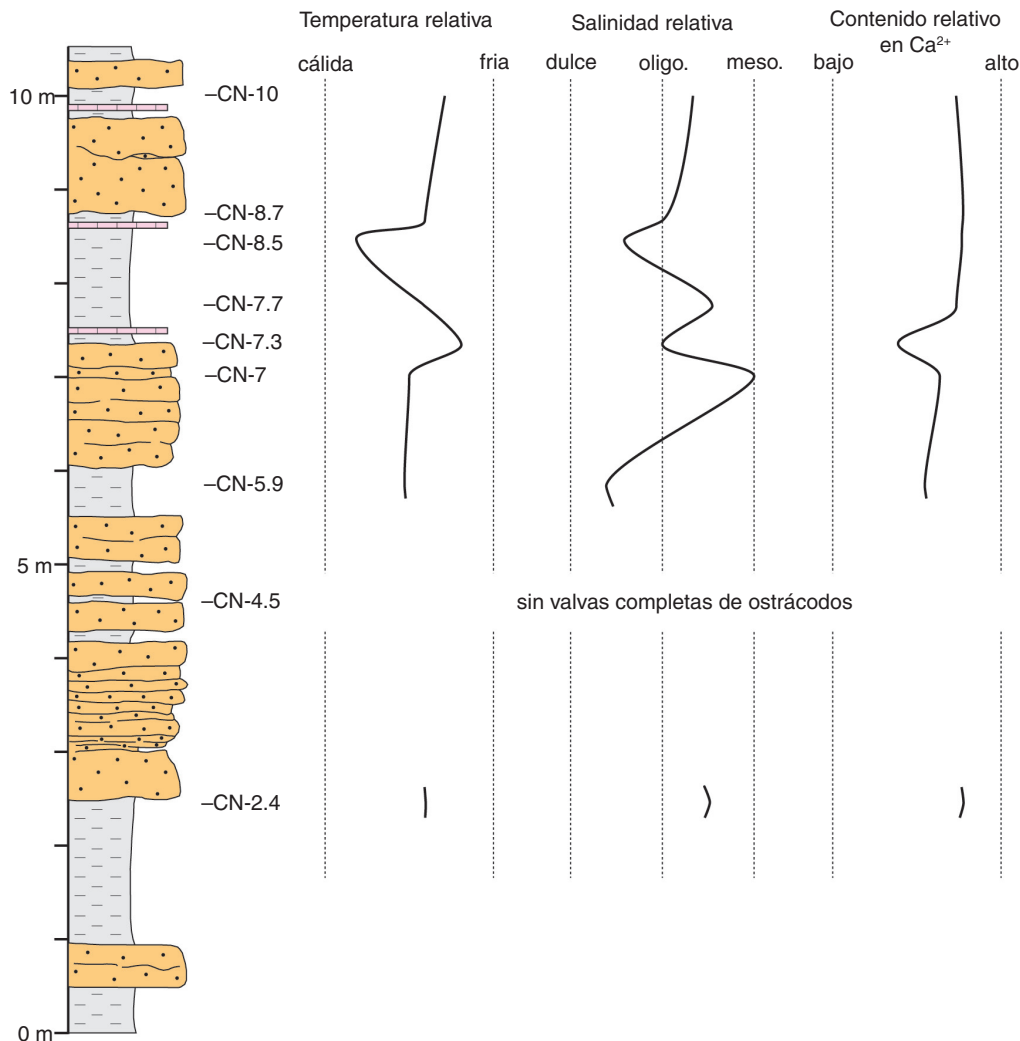 Temperatura relativa
Salinidad relativa
Contenido relativo
en Ca²⁺
cálida
fria
dulce
oligo.
meso.
bajo
alto
10 m
–CN-10
–CN-8.7
–CN-8.5
–CN-7.7
–CN-7.3
–CN-7
–CN-5.9
5 m
–CN-4.5
sin valvas completas de ostrácodos
–CN-2.4
0 m